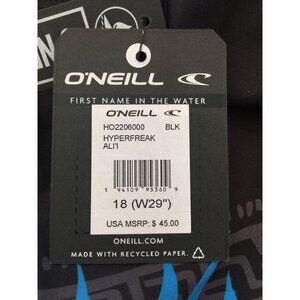 O'NEILL
FIRST NAME IN THE WATER
O'NEILL
HO2206000 BLK
HYPERFREAK
ALI'I
1 94109 95360 9
18 (W29")
USA MSRP: $ 45.00
ONEILL.COM
MADE WITH RECYCLED PAPER.